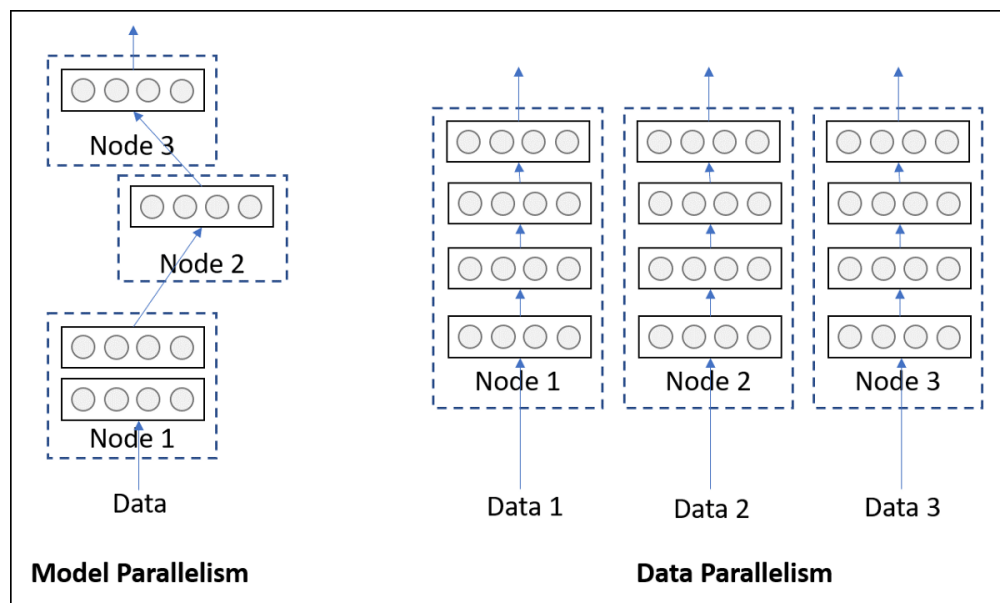 Node 3
Node 2
Node 1
Data
Model Parallelism
Node 1
Node 2
Node 3
Data 1
Data 2
Data 3
Data Parallelism